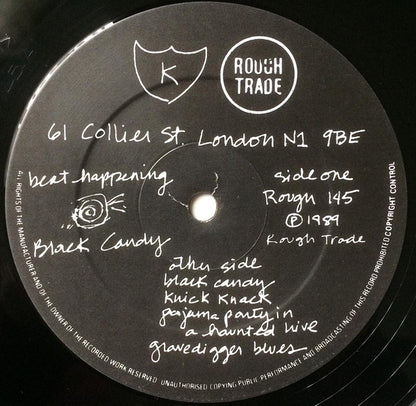 K
ROUGH
TRADE
61 Collier St. London N1 9BE
beat happening
side one
Rough 145
℗ 1989
Rough Trade
Black Candy
other side
black candy
knick knack
pajama party in
a haunted hive
gravedigger blues
ALL RIGHTS OF THE MANUFACTURER AND OF THE OWNER OF THE RECORDED WORK RESERVED UNAUTHORISED COPYING PUBLIC PERFORMANCE AND BROADCASTING OF THIS RECORD PROHIBITED COPYRIGHT CONTROL